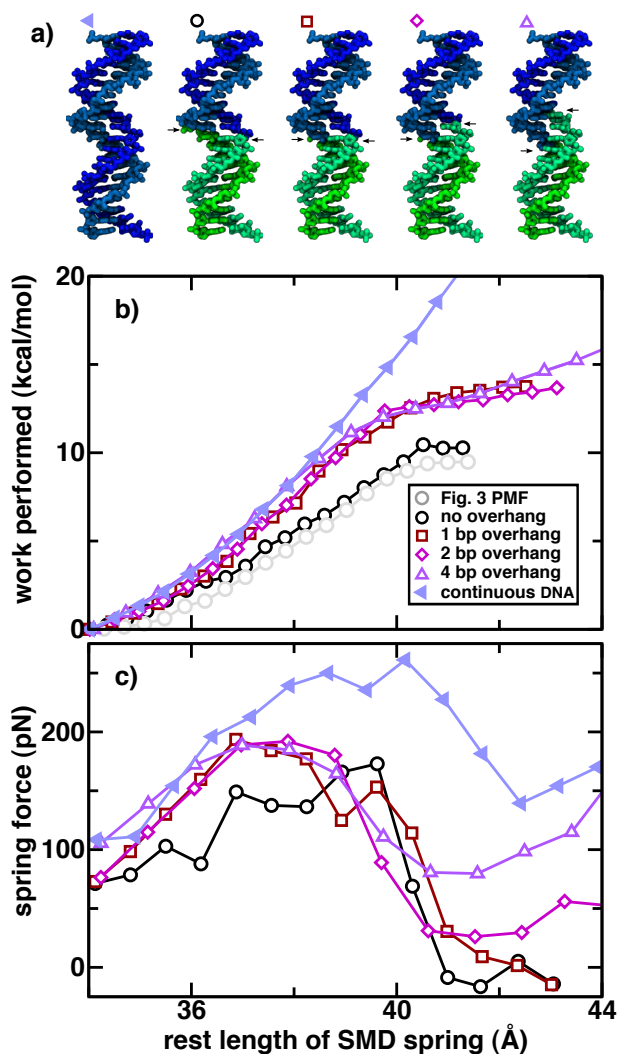 a)
20
b)
work performed (kcal/mol)
10
0
Fig. 3 PMF
no overhang
1 bp overhang
2 bp overhang
4 bp overhang
continuous DNA
c)
200
spring force (pN)
100
0
36 40 44
rest length of SMD spring (Å)